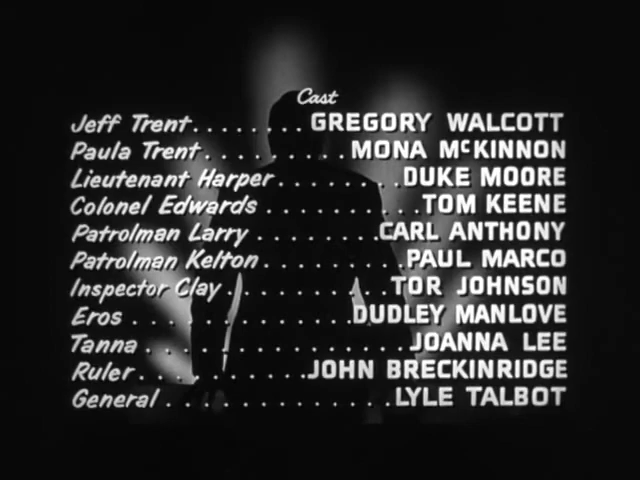 Cast
Jeff Trent........GREGORY WALCOTT
Paula Trent..........MONA McKINNON
Lieutenant Harper........DUKE MOORE
Colonel Edwards...........TOM KEENE
Patrolman Larry........CARL ANTHONY
Patrolman Kelton..........PAUL MARCO
Inspector Clay...........TOR JOHNSON
Eros..............DUDLEY MANLOVE
Tanna................JOANNA LEE
Ruler............JOHN BRECKINRIDGE
General................LYLE TALBOT